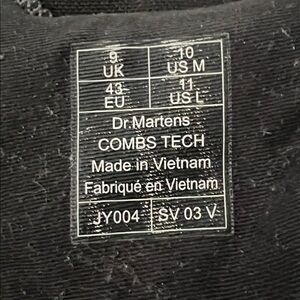 9 10
UK US M
43 11
EU US L
Dr.Martens
COMBS TECH
Made in Vietnam
Fabriqué en Vietnam
JY004 SV 03 V